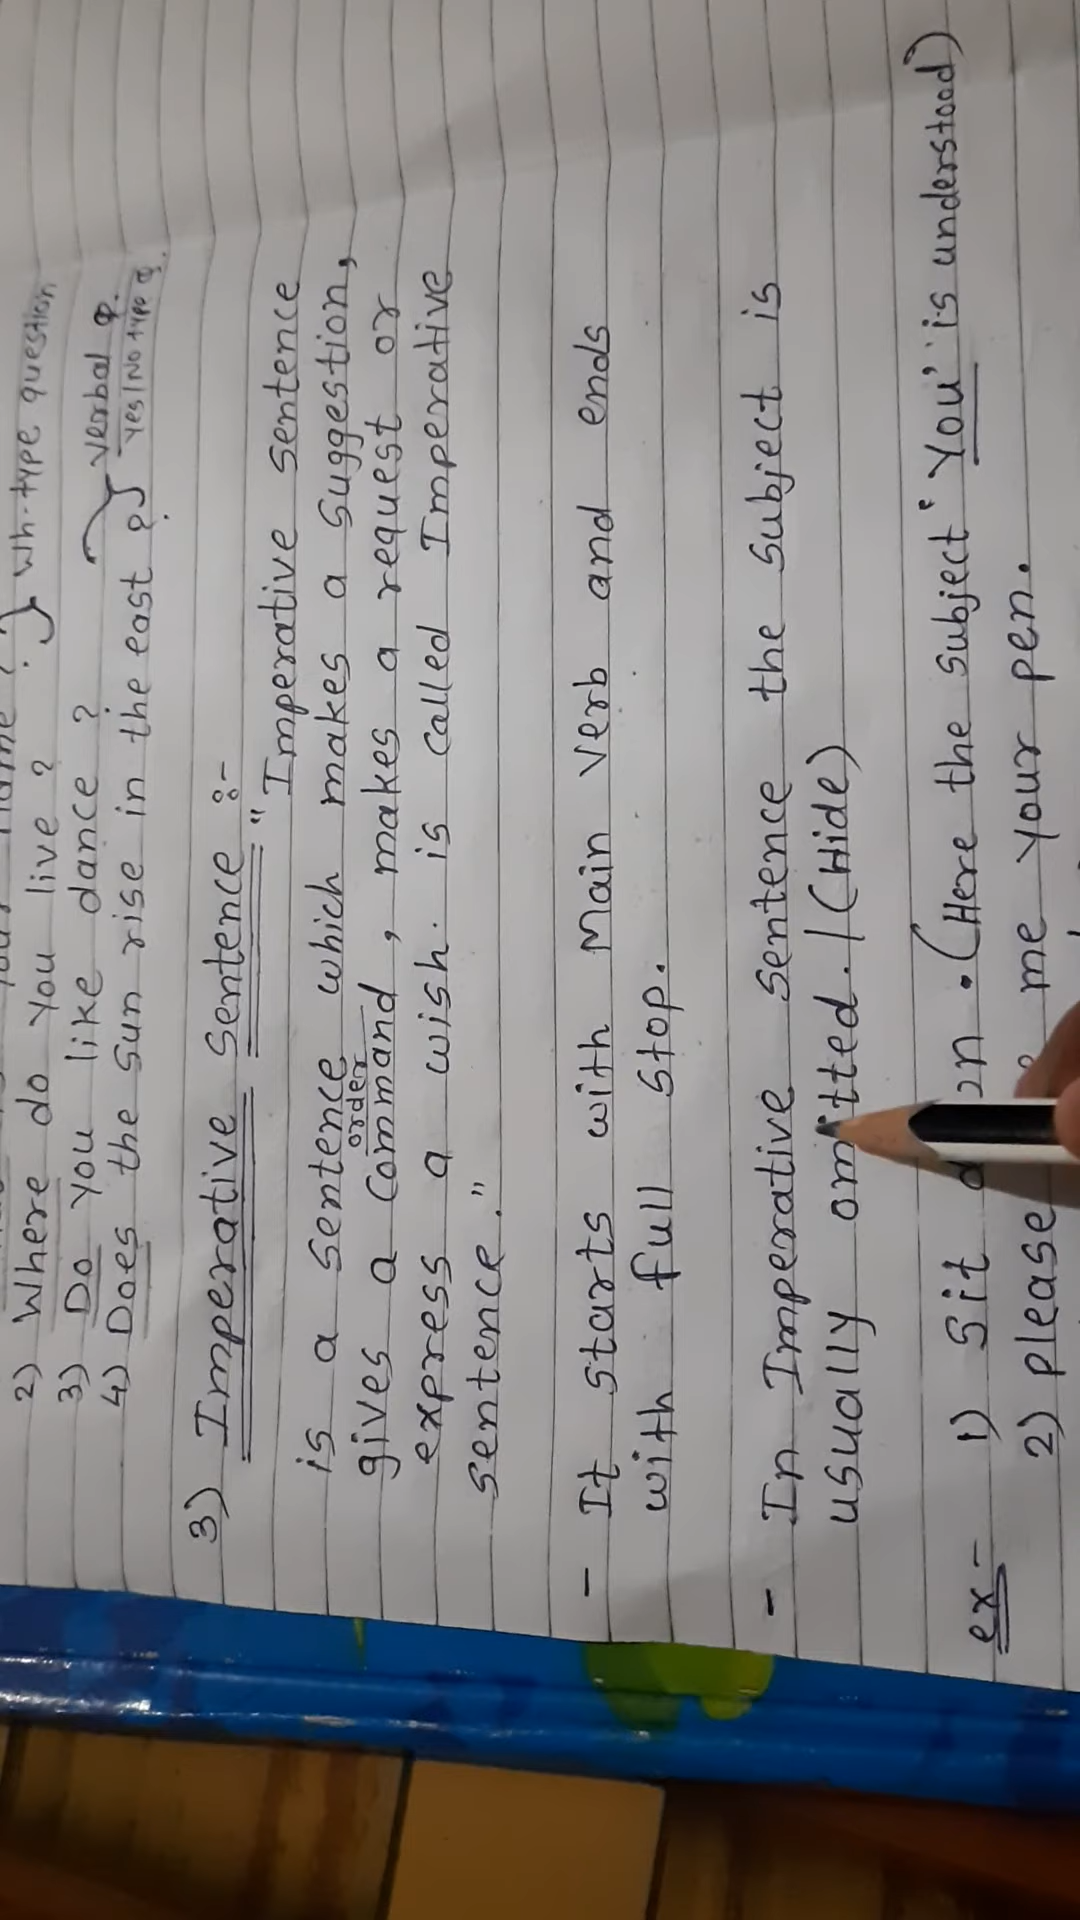 2) Where do you live ? } Wh-type question
3) Do you like dance ?
4) Does the sun rise in the east ? } verbal q.
yes/No type q.
3) Imperative sentence :-
" Imperative sentence
is a sentence which makes a suggestion,
order
gives a command, makes a request or
express a wish. is called Imperative
sentence."
- It starts with Main verb and ends
with full stop.
- In Imperative sentence the subject is
usually omitted. | (Hide)
ex - 1) Sit . (Here the subject 'You' is understood)
2) please me your pen.